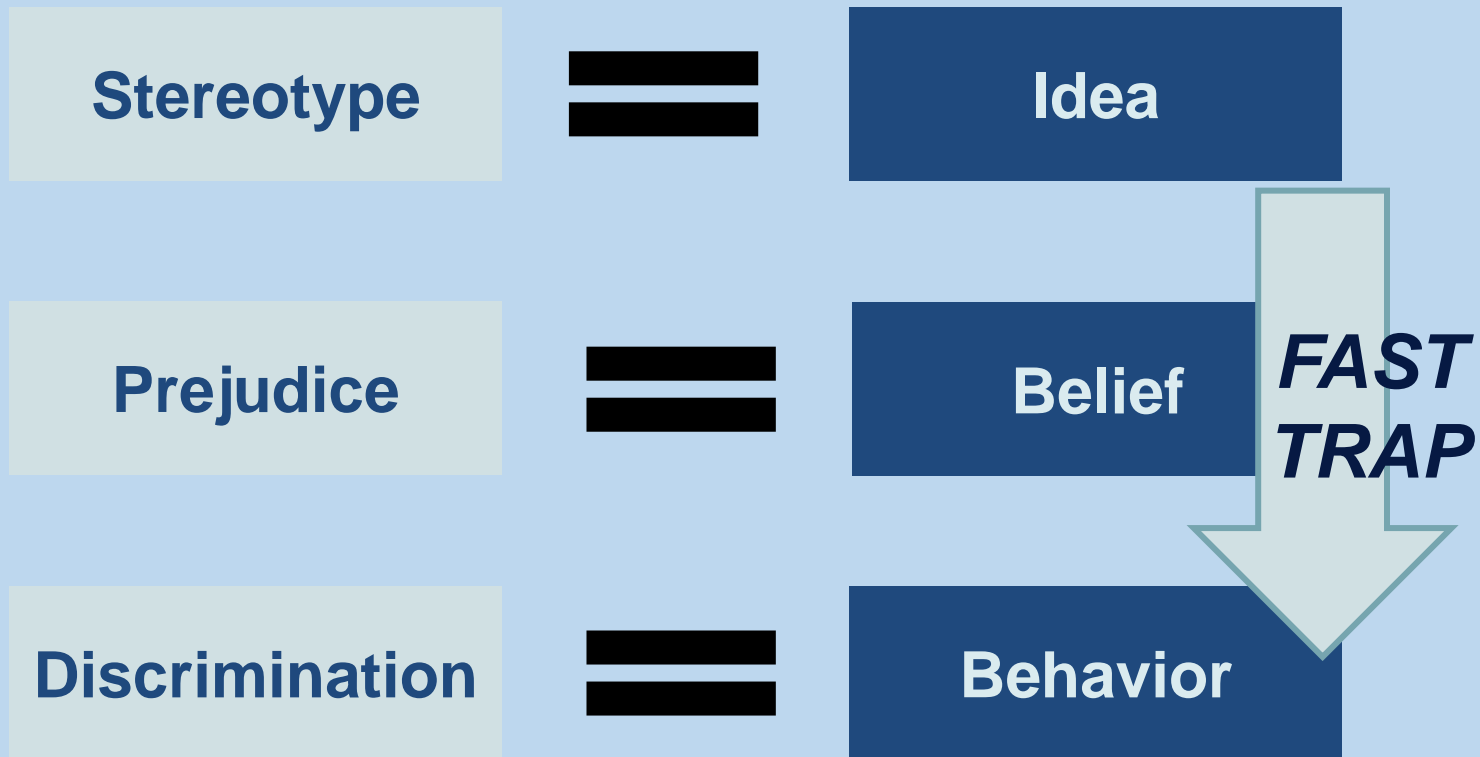 Stereotype
Idea
Prejudice
Belief
FAST
TRAP
Discrimination
Behavior